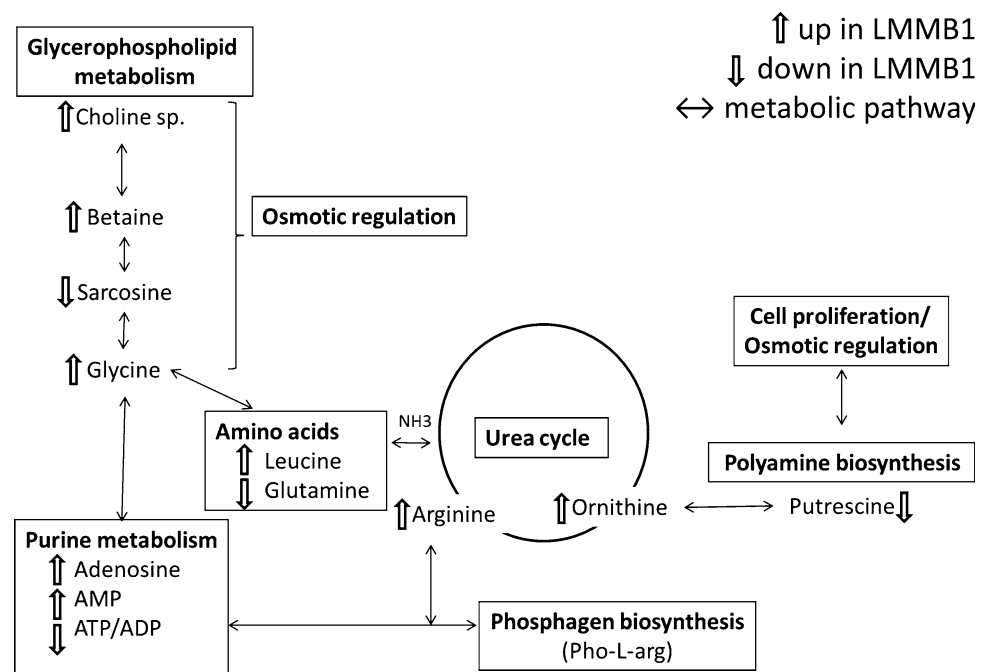 up in LMMB1
down in LMMB1
metabolic pathway
Glycerophospholipid
metabolism
Choline sp.
Betaine
Osmotic regulation
Sarcosine
Glycine
Cell proliferation/
Osmotic regulation
Amino acids
Leucine
Glutamine
NH3
Urea cycle
Polyamine biosynthesis
Arginine
Ornithine
Putrescine
Purine metabolism
Adenosine
AMP
ATP/ADP
Phosphagen biosynthesis
(Pho-L-arg)